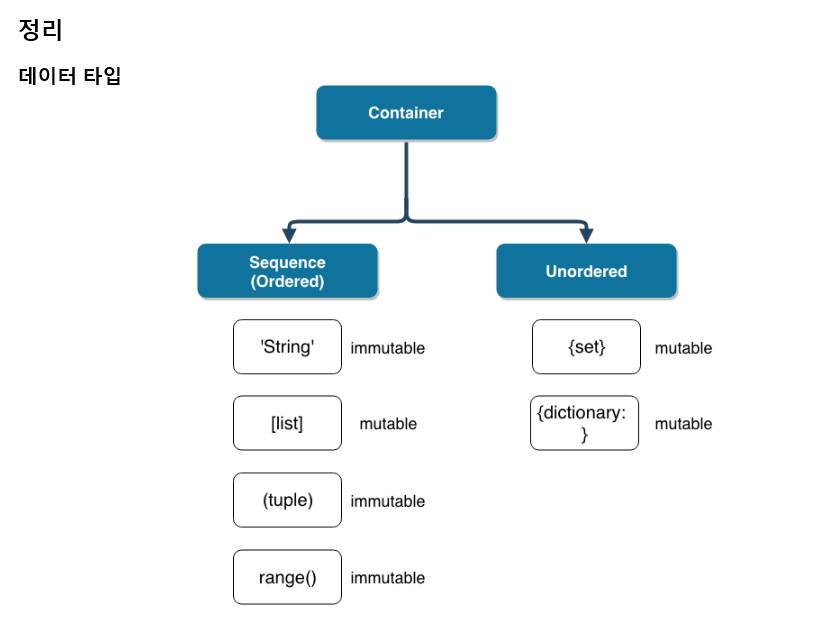 정리
데이터 타입
Container
Sequence
(Ordered)
Unordered
'String'
immutable
{set}
mutable
[list]
mutable
{dictionary:
}
mutable
(tuple)
immutable
range()
immutable